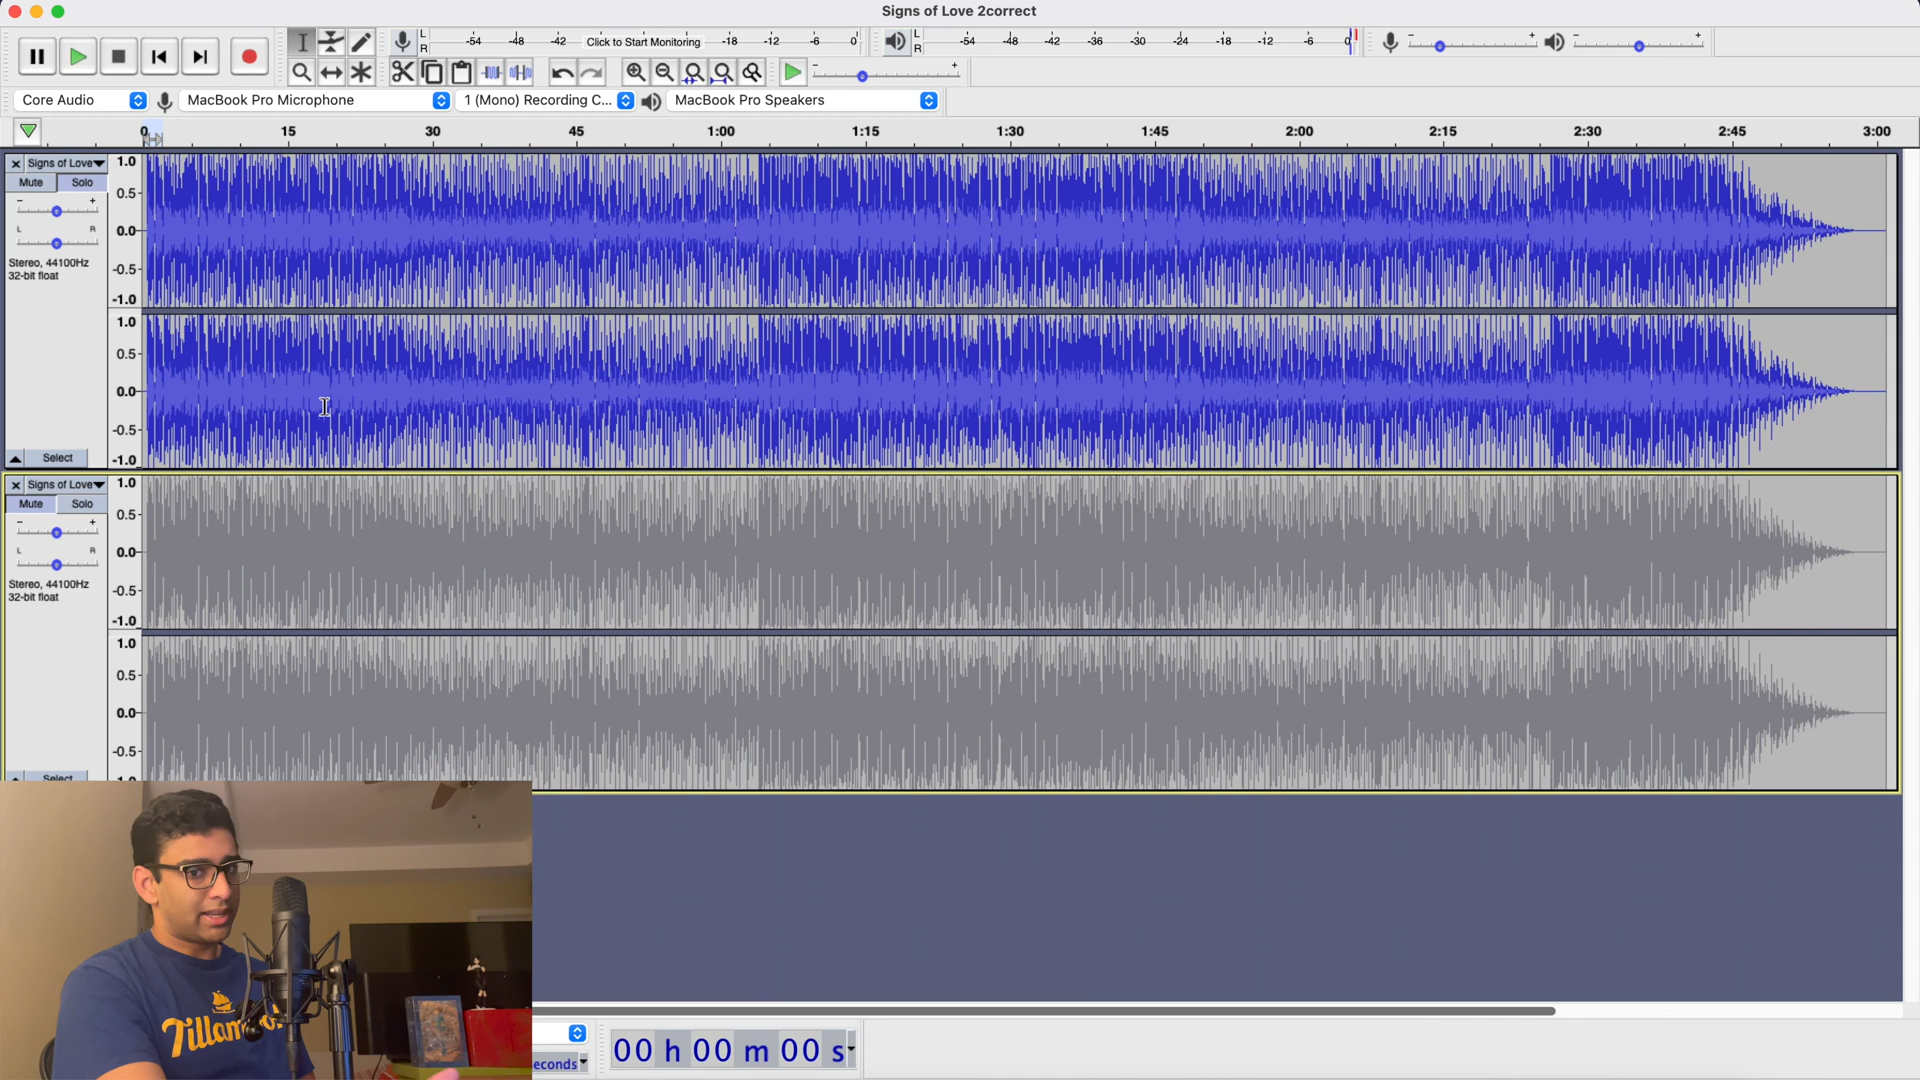 Signs of Love 2correct
L
R
-54 -48 -42 Click to Start Monitoring -18 -12 -6 0
L
R
-54 -48 -42 -36 -30 -24 -18 -12 -6 0
- +
- +
- +
Core Audio
MacBook Pro Microphone
1 (Mono) Recording C...
MacBook Pro Speakers
0 15 30 45 1:00 1:15 1:30 1:45 2:00 2:15 2:30 2:45 3:00
Signs of Love
Mute Solo
- +
L R
Stereo, 44100Hz
32-bit float
Select
1.0
0.5
0.0
-0.5
-1.0
1.0
0.5
0.0
-0.5
-1.0
Signs of Love
Mute Solo
- +
L R
Stereo, 44100Hz
32-bit float
Select
1.0
0.5
0.0
-0.5
-1.0
1.0
0.5
0.0
-0.5
1.0
econds
00 h 00 m 00 s